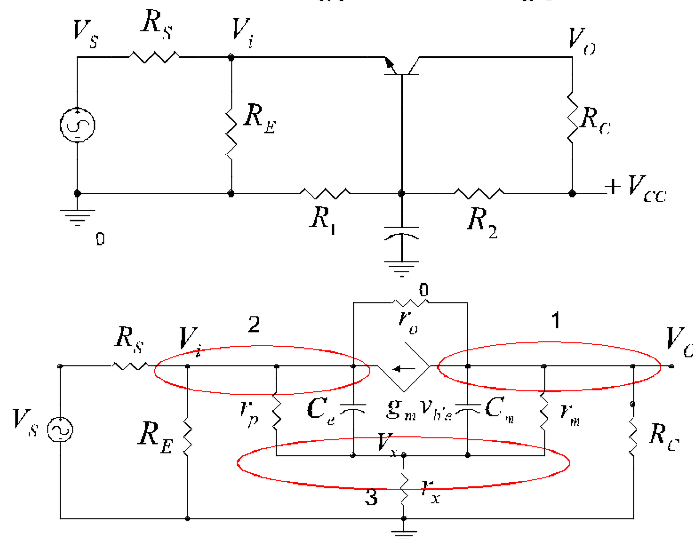 R_S
V_S
V_i
V_O
R_E
R_C
+ V_CC
R_1
R_2
0
0
r_o
2
1
R_S
V_i
V_O
r_p
C_e
g_m v_b'e
C_m
r_m
V_S
R_E
R_C
V_x
3
r_x